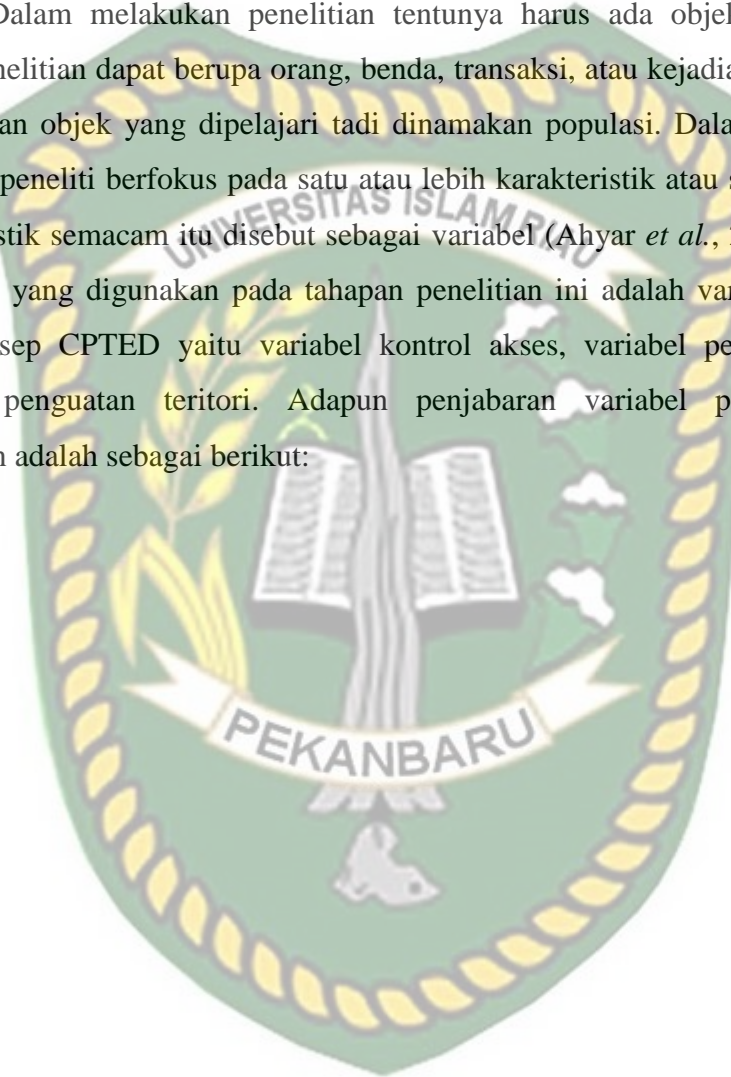 Dalam melakukan penelitian tentunya harus ada objek
nelitian dapat berupa orang, benda, transaksi, atau kejadia
an objek yang dipelajari tadi dinamakan populasi. Dala
peneliti berfokus pada satu atau lebih karakteristik atau s
UNIVERSITAS ISLAM RIAU
stik semacam itu disebut sebagai variabel (Ahyar et al.,
yang digunakan pada tahapan penelitian ini adalah var
sep CPTED yaitu variabel kontrol akses, variabel pe
penguatan teritori. Adapun penjabaran variabel p
n adalah sebagai berikut:
PEKANBARU